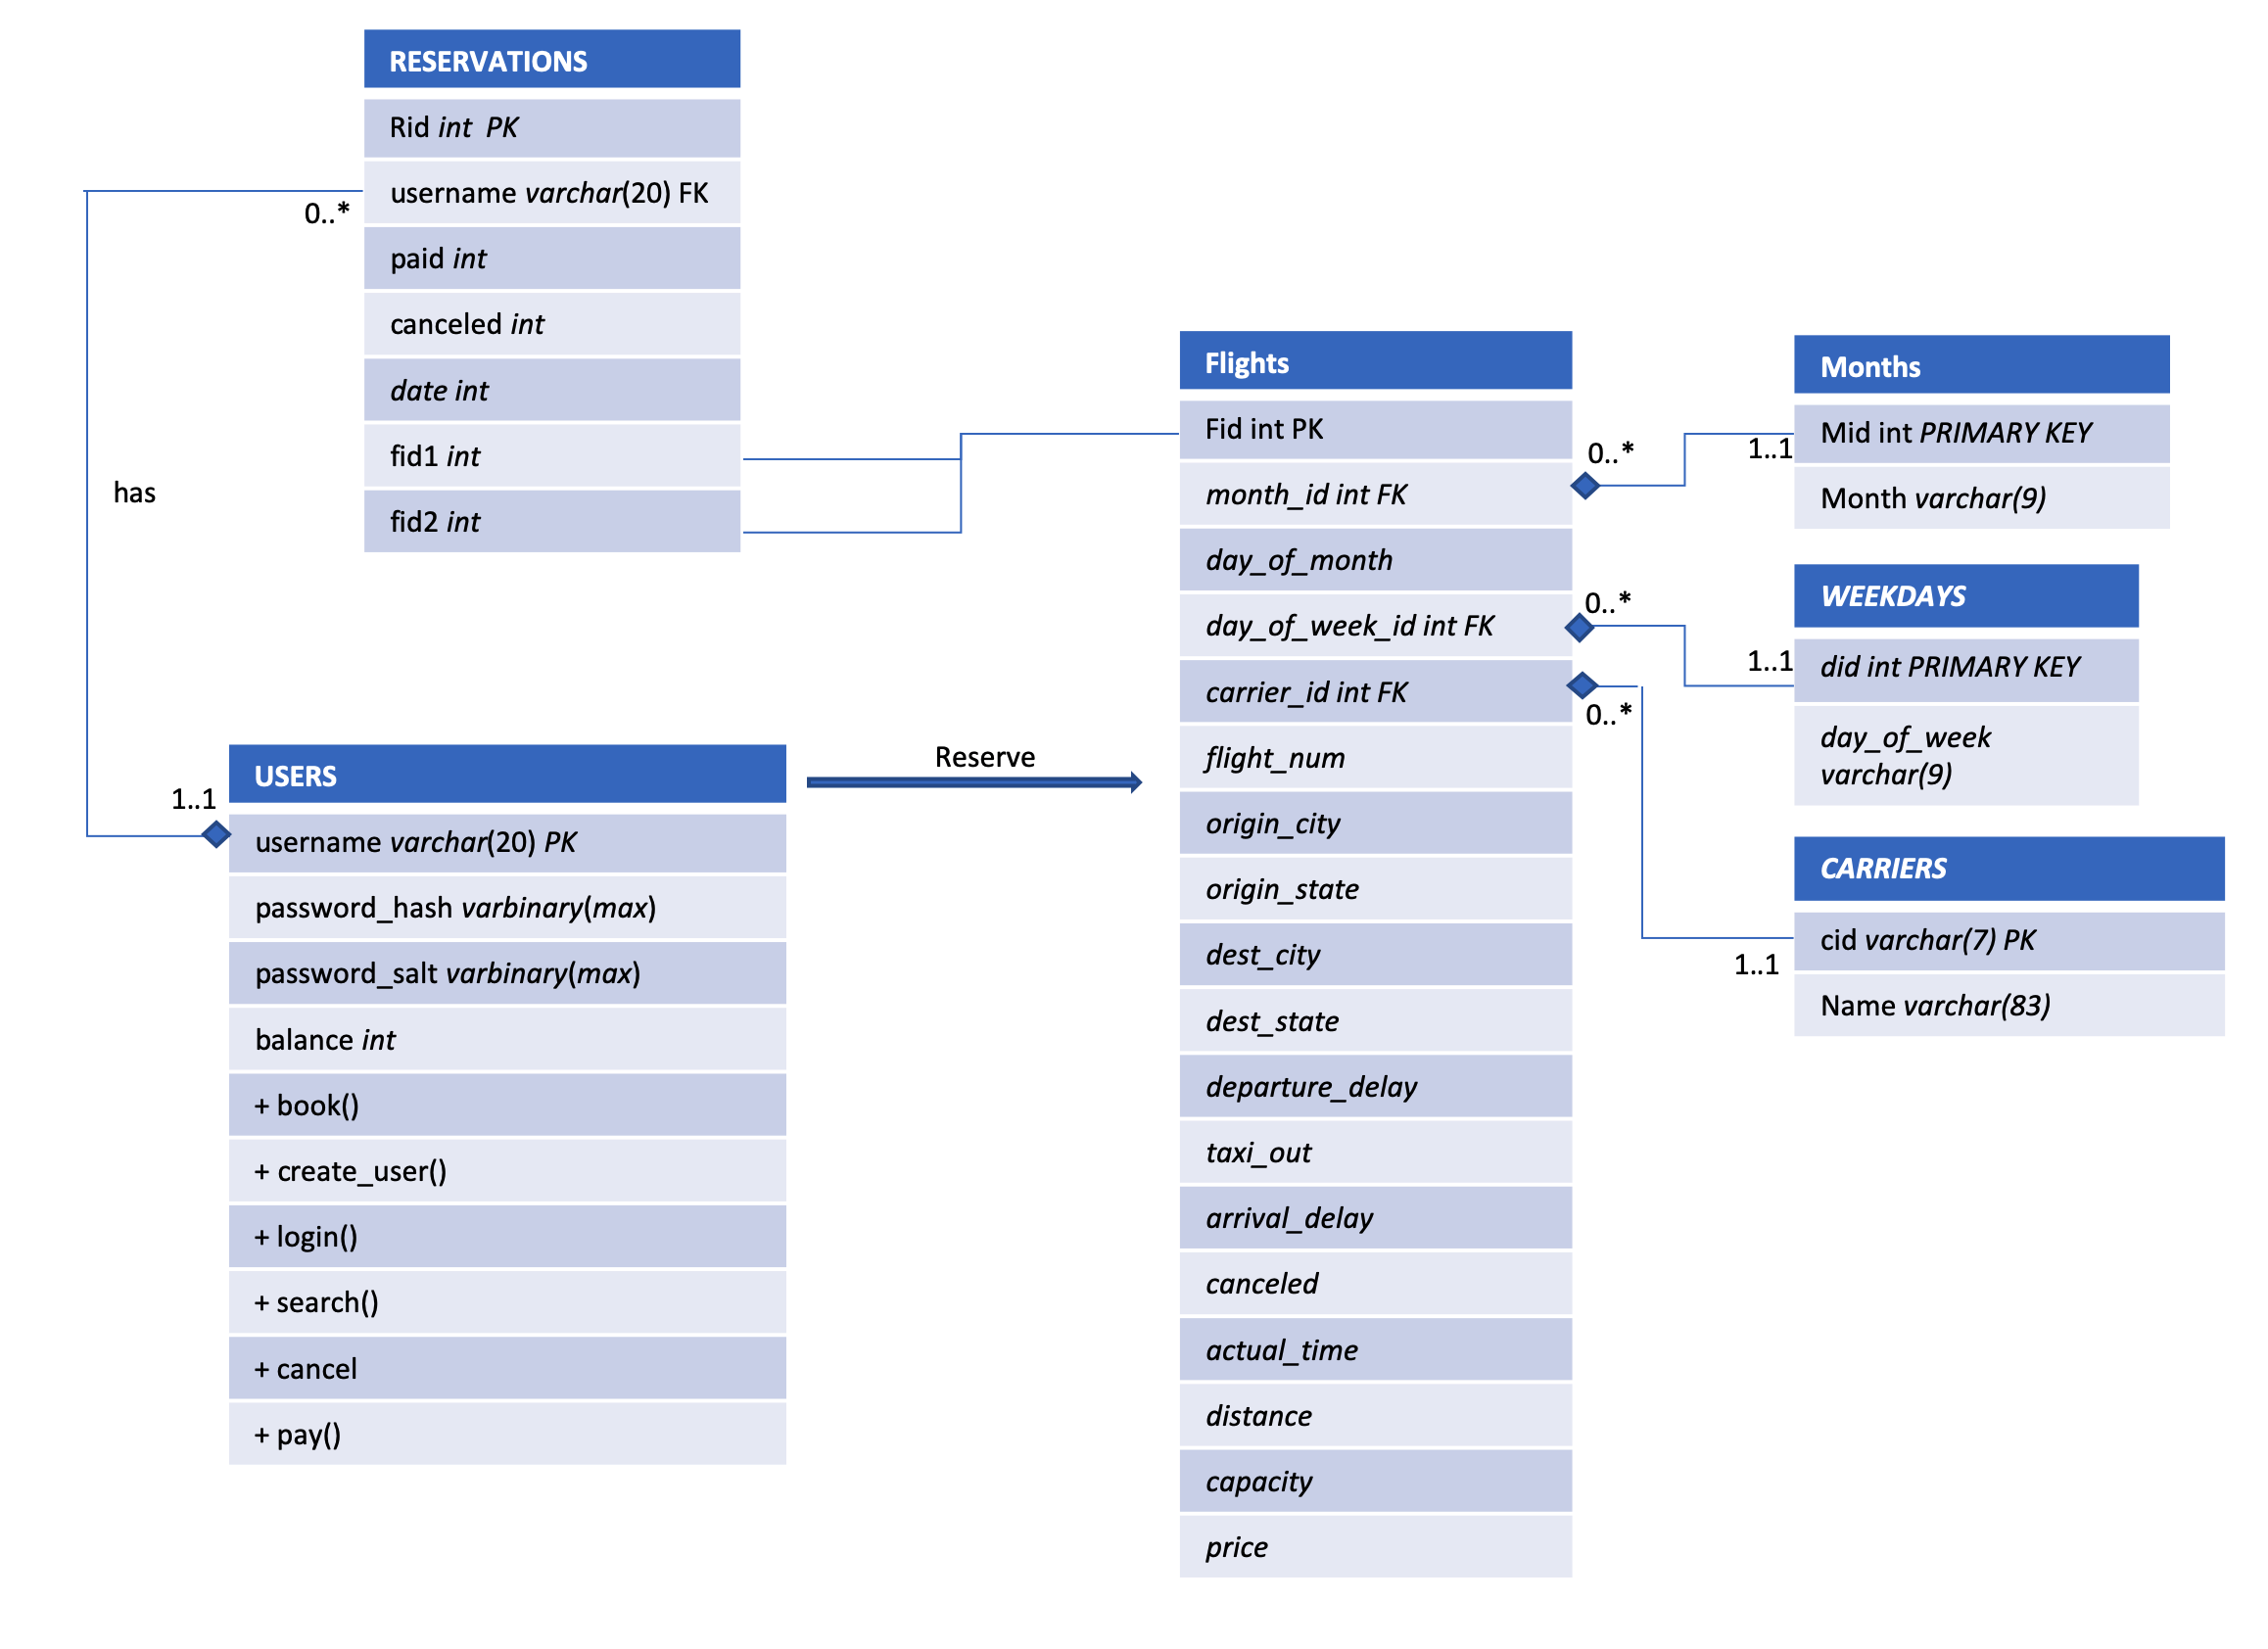 RESERVATIONS
Rid int PK
username varchar(20) FK
0..*
paid int
canceled int
date int
fid1 int
fid2 int
has
Flights
Fid int PK
month_id int FK
day_of_month
day_of_week_id int FK
carrier_id int FK
flight_num
origin_city
origin_state
dest_city
dest_state
departure_delay
taxi_out
arrival_delay
canceled
actual_time
distance
capacity
price
0..*
1..1
0..*
1..1
0..*
1..1
Months
Mid int PRIMARY KEY
Month varchar(9)
WEEKDAYS
did int PRIMARY KEY
day_of_week
varchar(9)
CARRIERS
cid varchar(7) PK
Name varchar(83)
Reserve
1..1
USERS
username varchar(20) PK
password_hash varbinary(max)
password_salt varbinary(max)
balance int
+ book()
+ create_user()
+ login()
+ search()
+ cancel
+ pay()